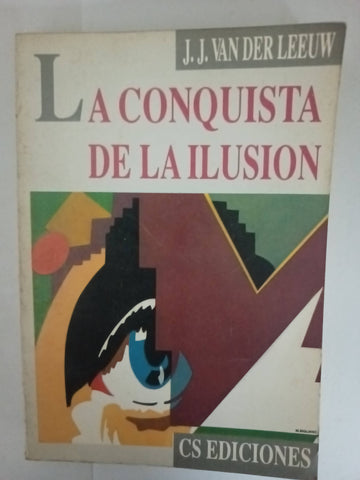 J. J. VAN DER LEEUW
LA CONQUISTA
DE LA ILUSION
CS EDICIONES